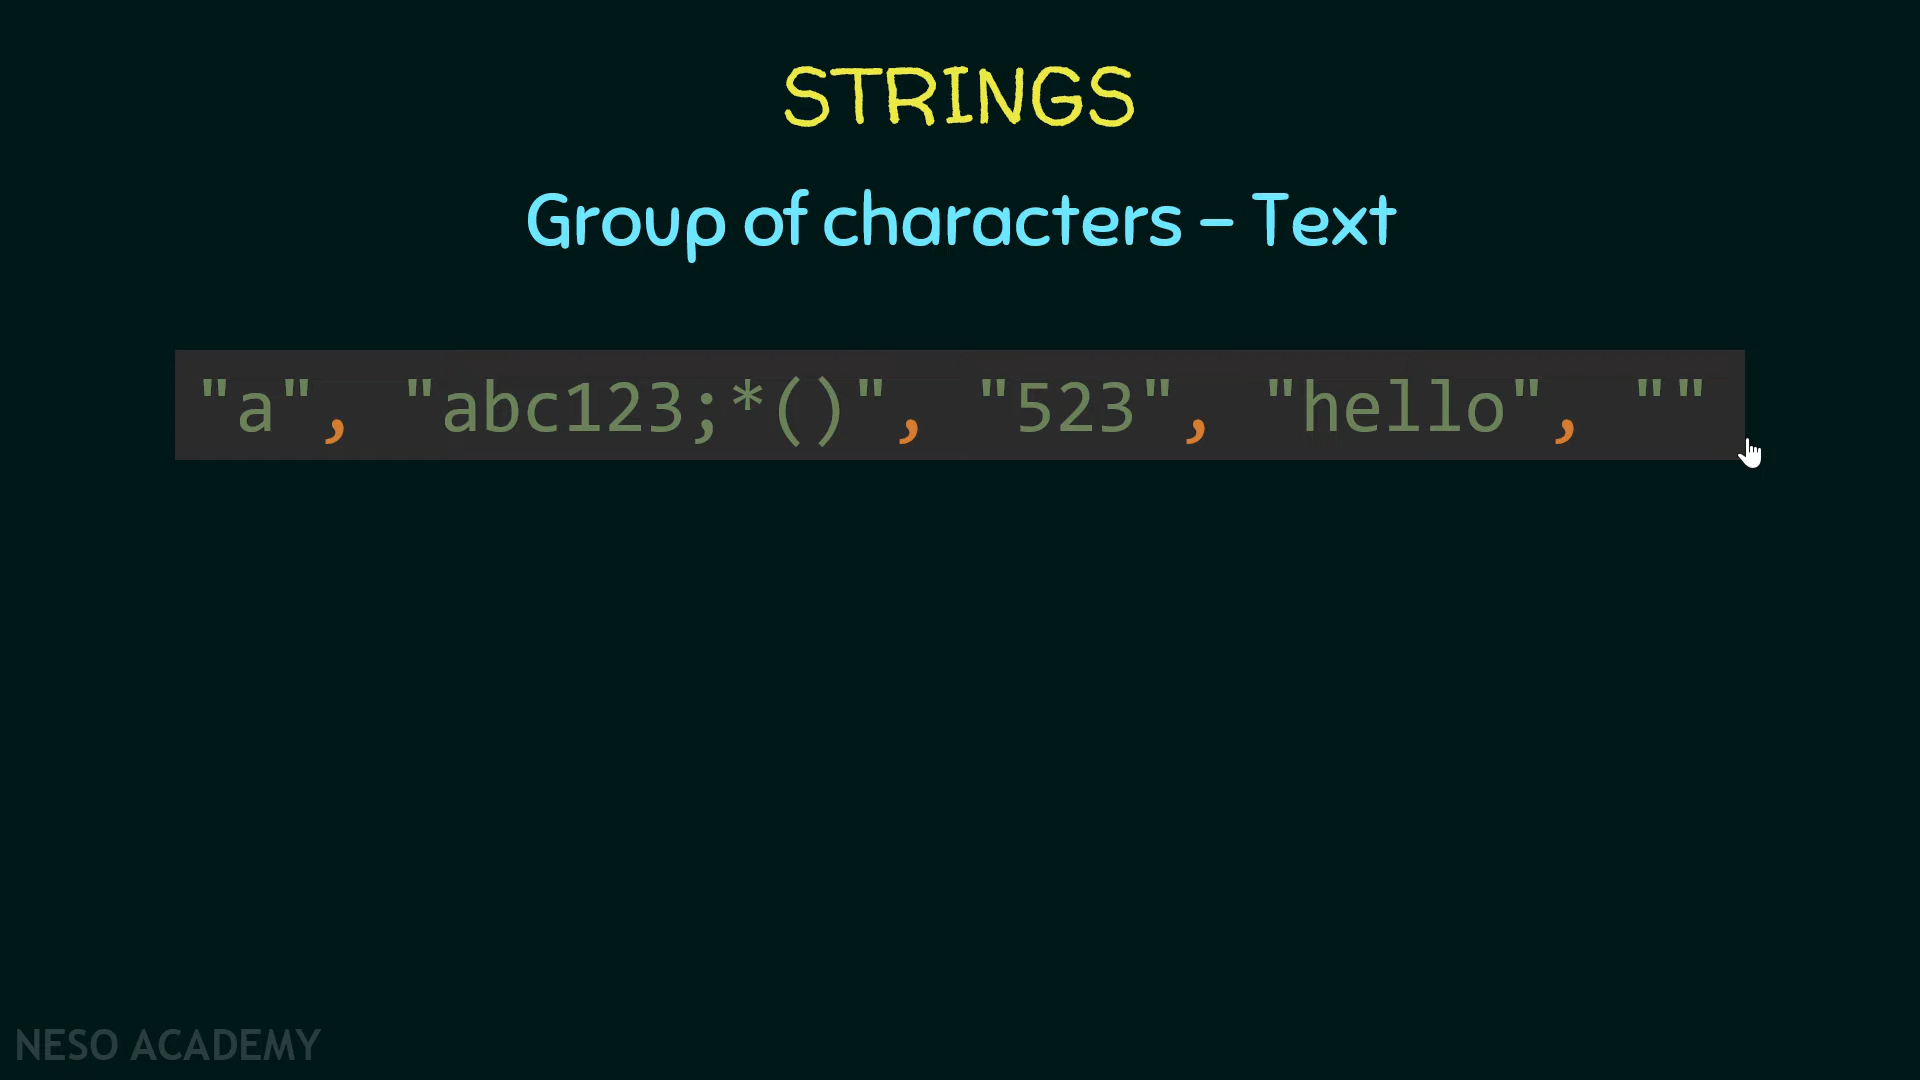 STRINGS
Group of characters – Text
"a", "abc123;*()", "523", "hello", ""
NESO ACADEMY